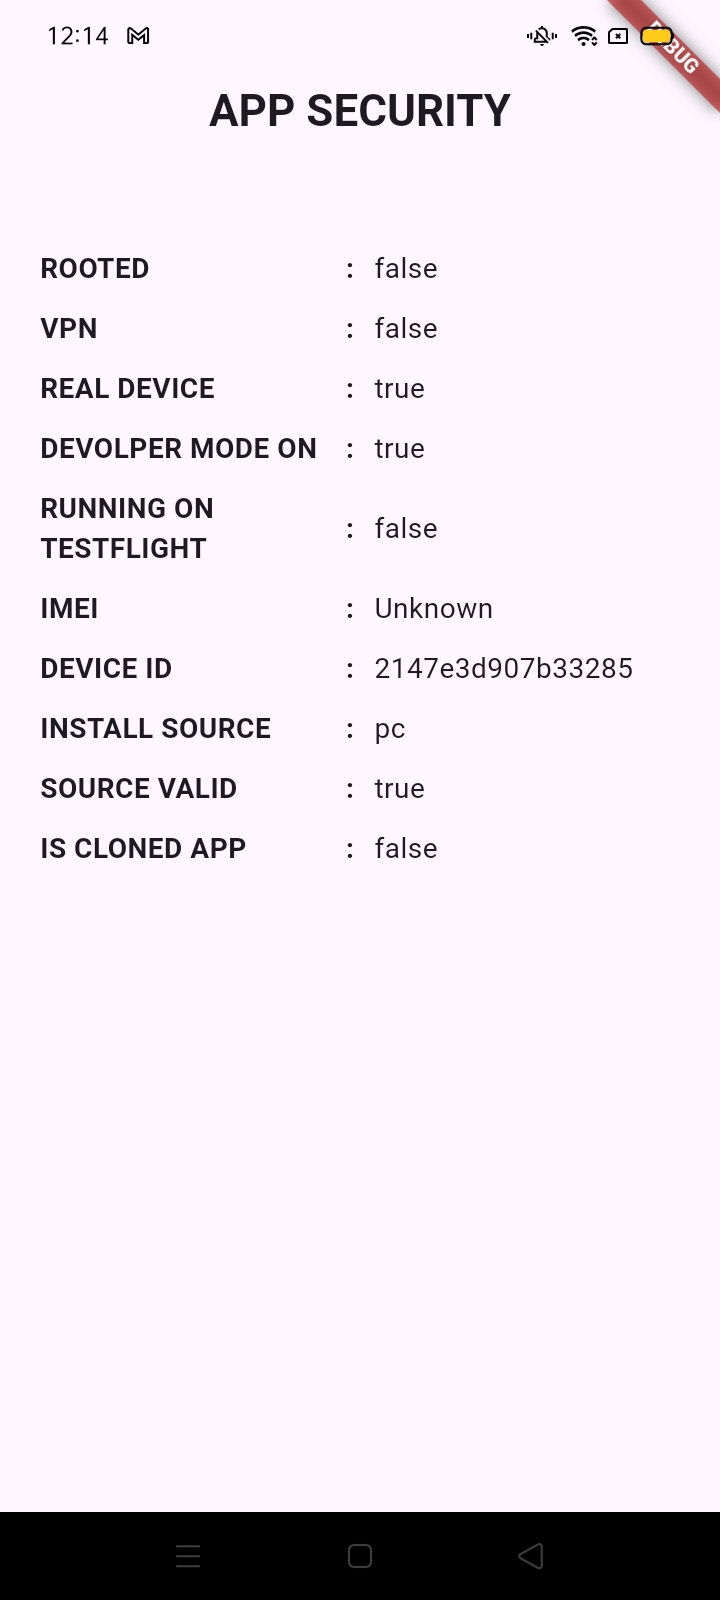 12:14
DEBUG
APP SECURITY
ROOTED : false
VPN : false
REAL DEVICE : true
DEVOLPER MODE ON : true
RUNNING ON
TESTFLIGHT : false
IMEI : Unknown
DEVICE ID : 2147e3d907b33285
INSTALL SOURCE : pc
SOURCE VALID : true
IS CLONED APP : false